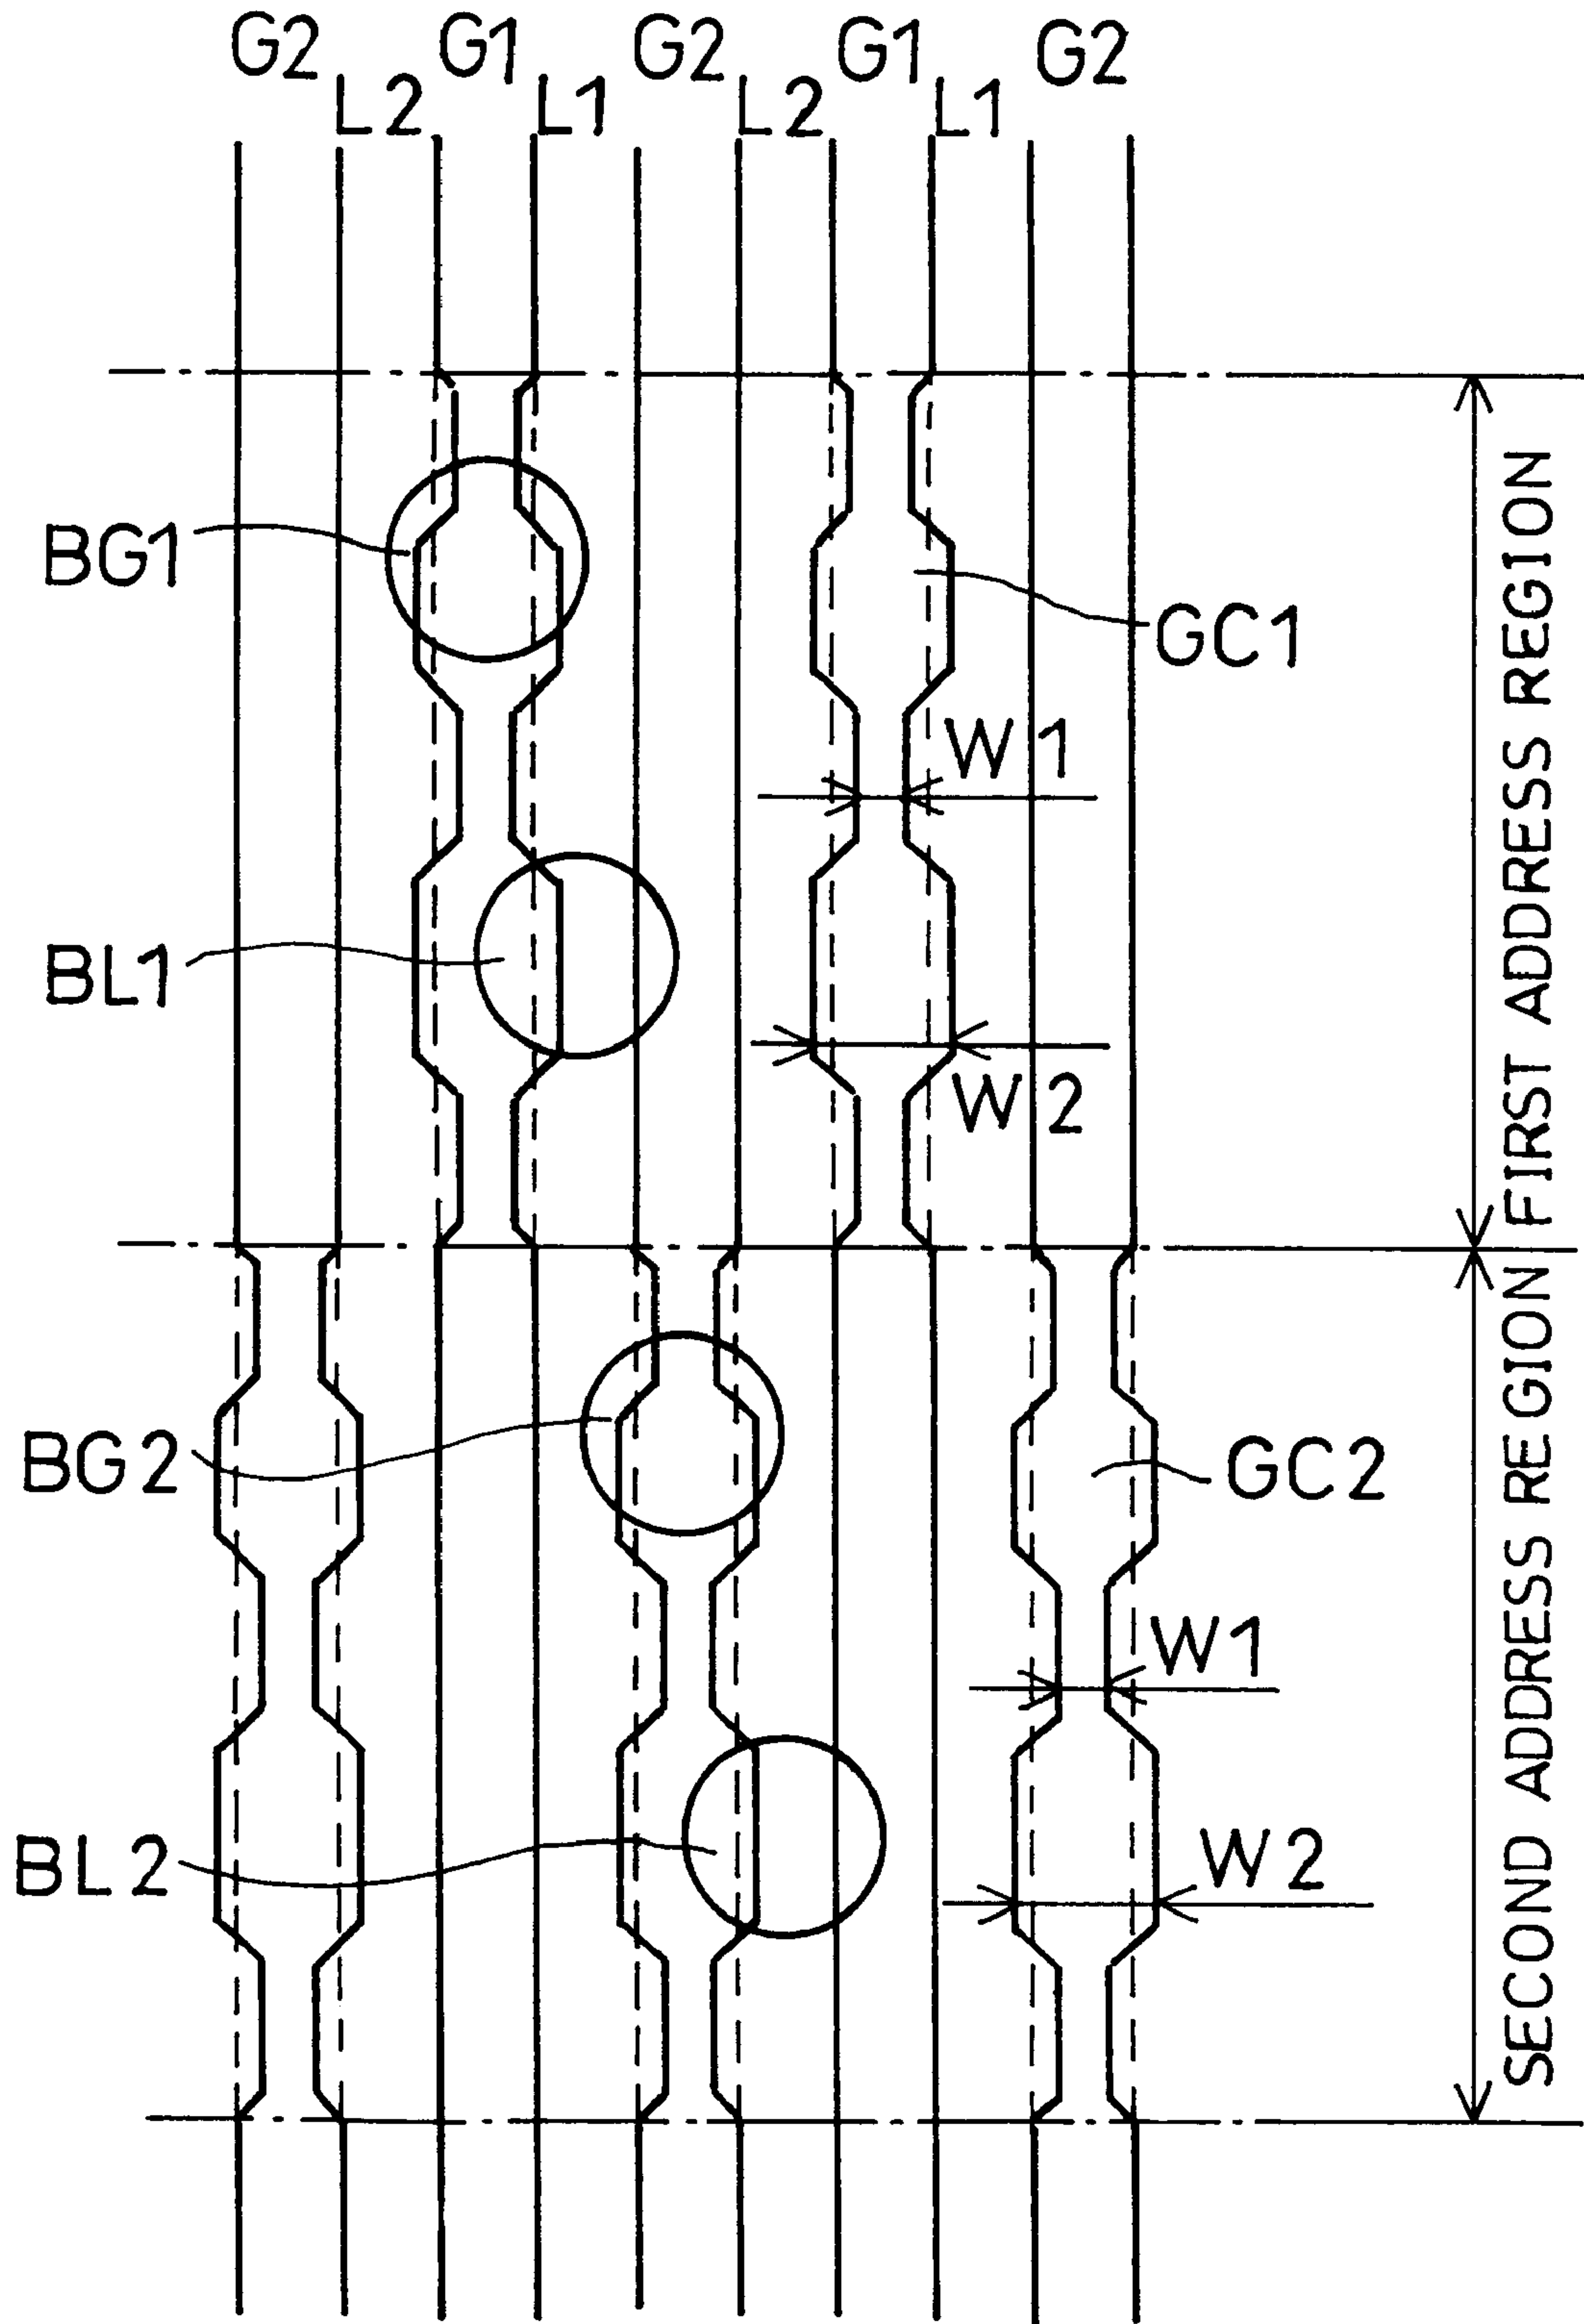 G2 G1 G2 G1 G2
L2 L1 L2 L1
BG1
GC1
W1
BL1
W2
FIRST ADDRESS REGION
BG2
GC2
W1
BL2
W2
SECOND ADDRESS REGION